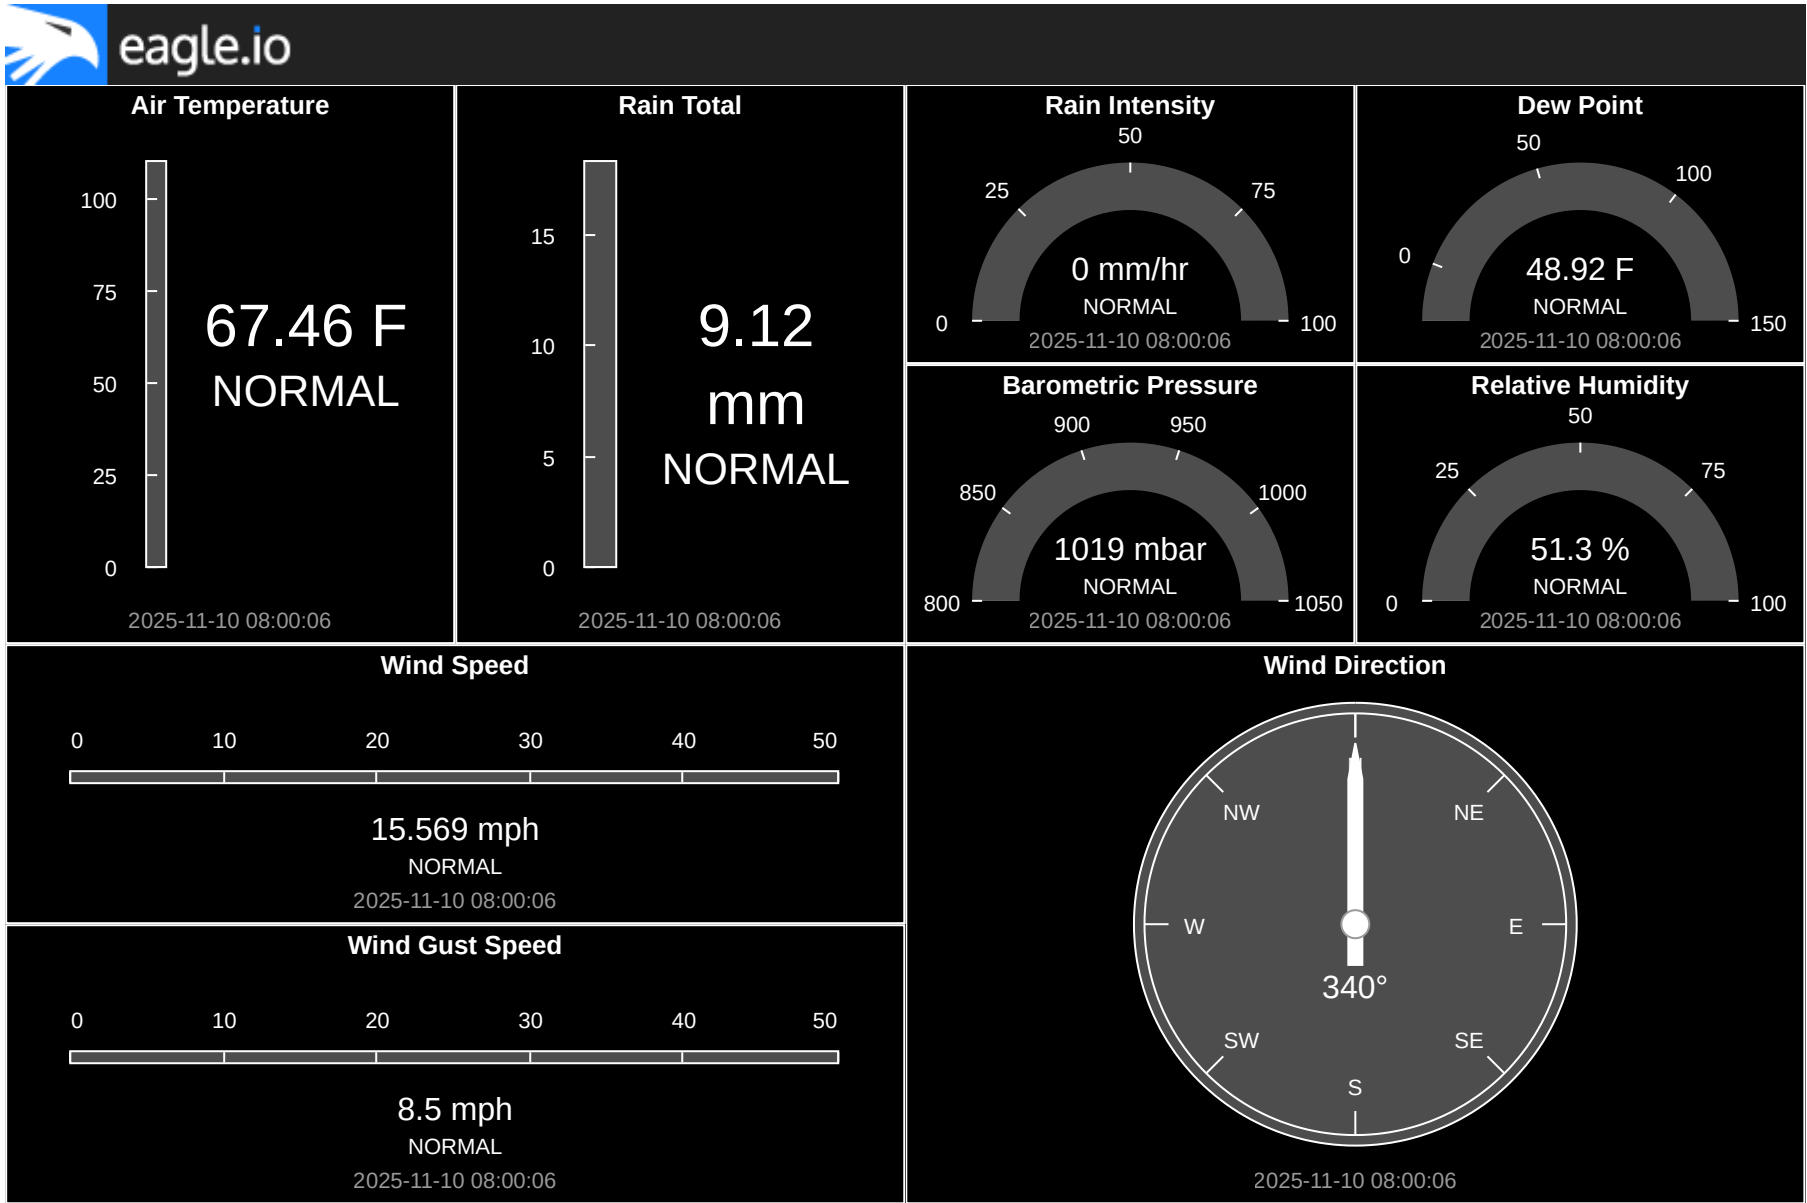 eagle.io
Air Temperature
100
75
50
25
0
67.46 F
NORMAL
2025-11-10 08:00:06
Rain Total
15
10
5
0
9.12
mm
NORMAL
2025-11-10 08:00:06
Rain Intensity
50
25
75
0
100
0 mm/hr
NORMAL
2025-11-10 08:00:06
Dew Point
50
100
0
150
48.92 F
NORMAL
2025-11-10 08:00:06
Barometric Pressure
900
950
850
1000
800
1050
1019 mbar
NORMAL
2025-11-10 08:00:06
Relative Humidity
50
25
75
0
100
51.3 %
NORMAL
2025-11-10 08:00:06
Wind Speed
0 10 20 30 40 50
15.569 mph
NORMAL
2025-11-10 08:00:06
Wind Gust Speed
0 10 20 30 40 50
8.5 mph
NORMAL
2025-11-10 08:00:06
Wind Direction
NW
NE
W
E
340°
SW
SE
S
2025-11-10 08:00:06